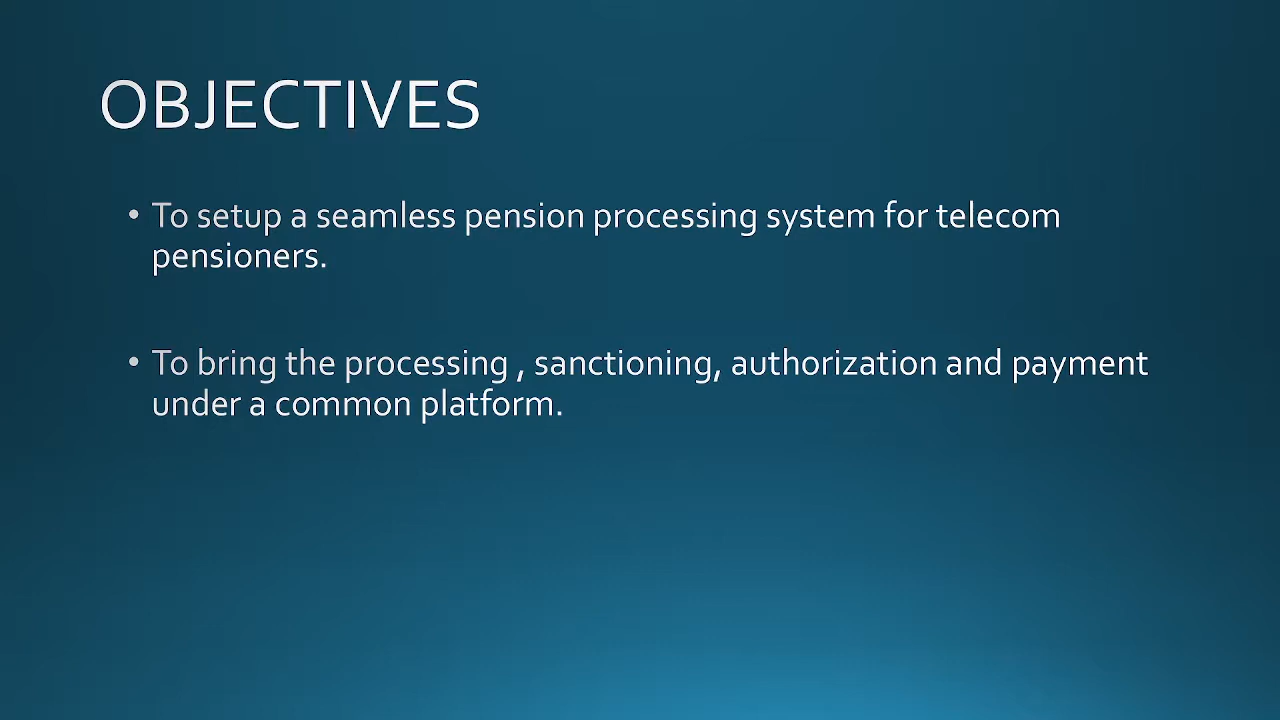 OBJECTIVES
• To setup a seamless pension processing system for telecom
pensioners.
• To bring the processing , sanctioning, authorization and payment
under a common platform.